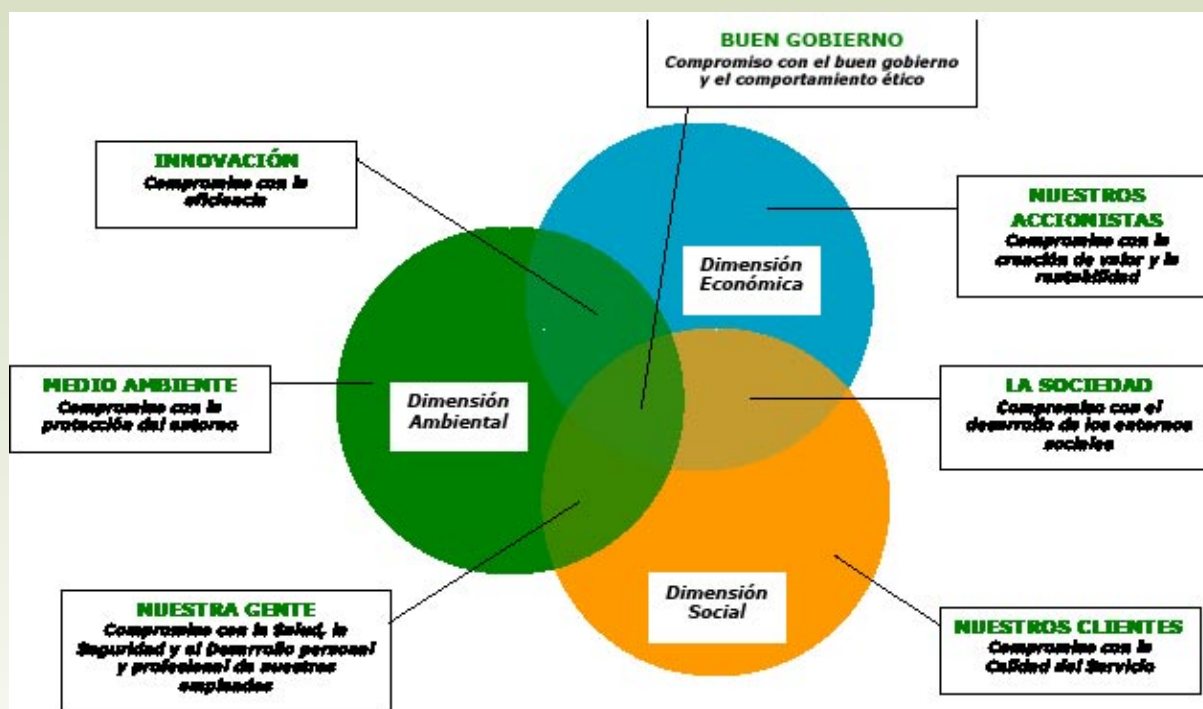 BUEN GOBIERNO
Compromiso con el buen gobierno
y el comportamiento ético
INNOVACIÓN
Compromiso con la
eficiencia
NUESTROS
ACCIONISTAS
Compromiso con la
creación de valor y la
rentabilidad
Dimensión
Económica
MEDIO AMBIENTE
Compromiso con la
protección del entorno
Dimensión
Ambiental
LA SOCIEDAD
Compromiso con el
desarrollo de los entornos
sociales
NUESTRA GENTE
Compromiso con la Salud, la
Seguridad y el Desarrollo personal
y profesional de nuestros
empleados
Dimensión
Social
NUESTROS CLIENTES
Compromiso con la
Calidad del Servicio